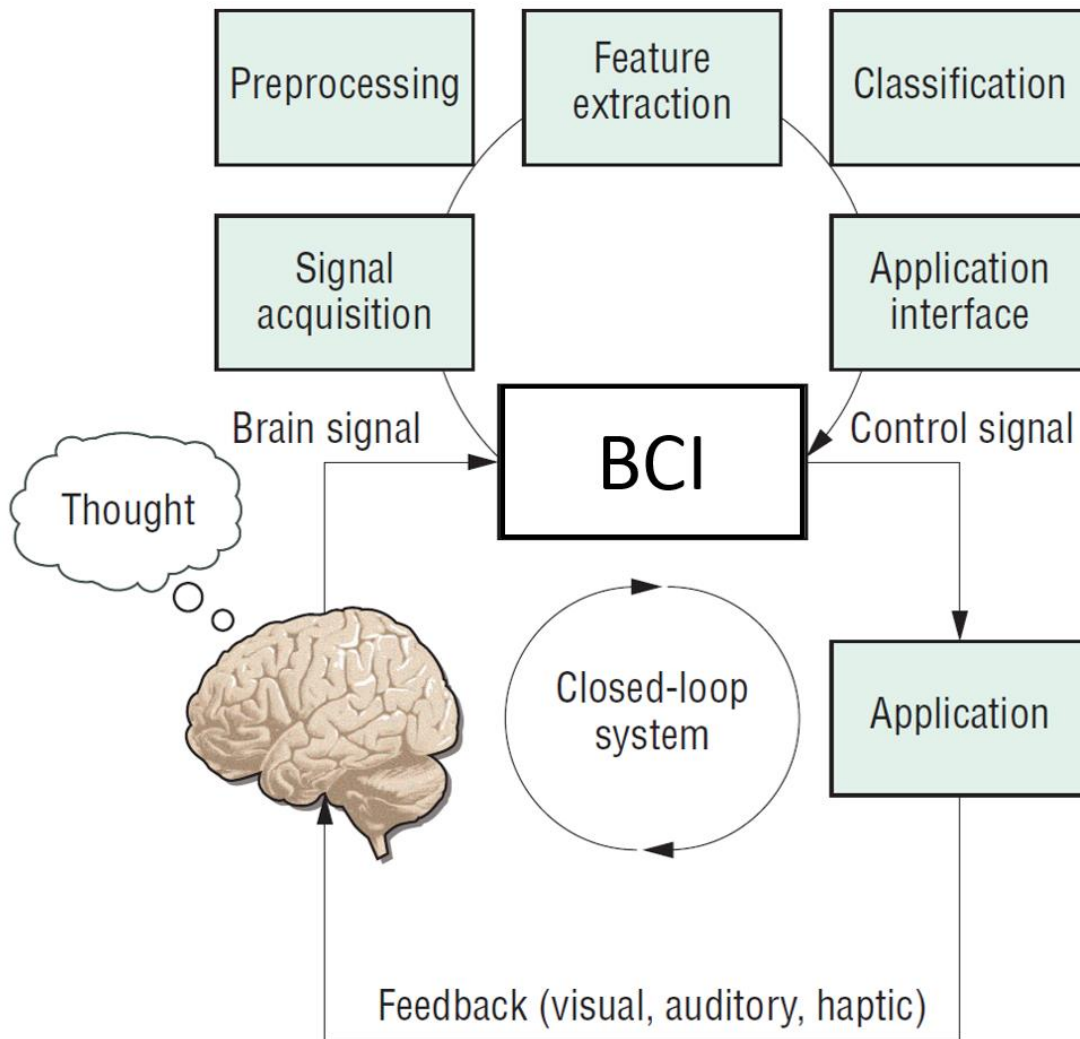 Preprocessing
Feature
extraction
Classification
Signal
acquisition
Application
interface
Brain signal
BCI
Control signal
Thought
Closed-loop
system
Application
Feedback (visual, auditory, haptic)